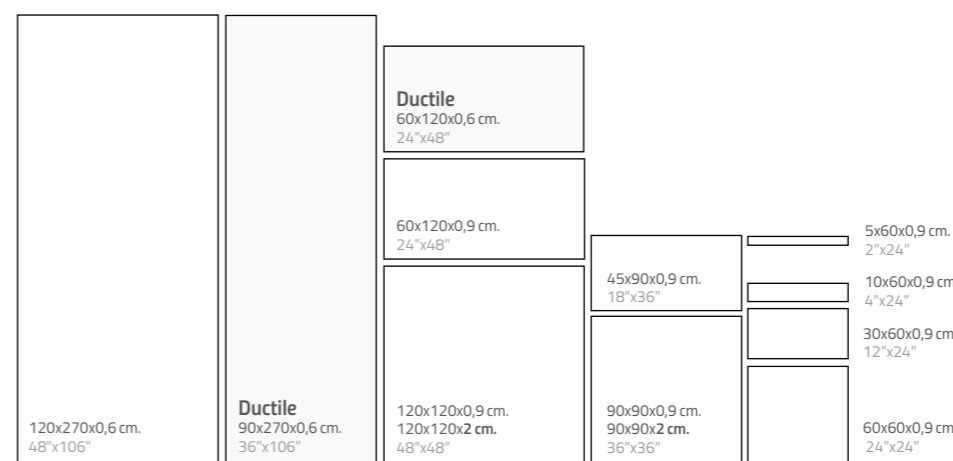 120x270x0,6 cm.
48”x106”
Ductile
90x270x0,6 cm.
36”x106”
Ductile
60x120x0,6 cm.
24”x48”
60x120x0,9 cm.
24”x48”
120x120x0,9 cm.
120x120x2 cm.
48”x48”
45x90x0,9 cm.
18”x36”
90x90x0,9 cm.
90x90x2 cm.
36”x36”
5x60x0,9 cm.
2”x24”
10x60x0,9 cm
4”x24”
30x60x0,9 cm
12”x24”
60x60x0,9 cm
24”x24”